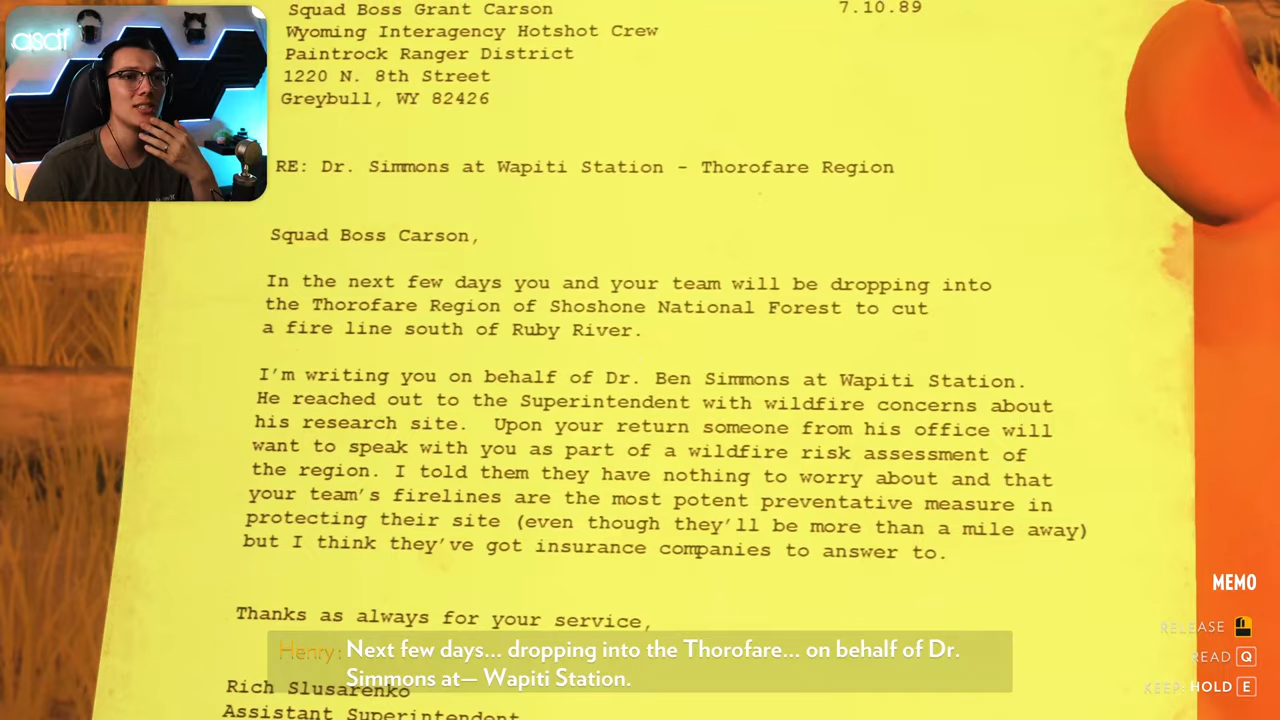 asdf
Squad Boss Grant Carson 7.10.89
Wyoming Interagency Hotshot Crew
Paintrock Ranger District
1220 N. 8th Street
Greybull, WY 82426
RE: Dr. Simmons at Wapiti Station - Thorofare Region
Squad Boss Carson,
In the next few days you and your team will be dropping into
the Thorofare Region of Shoshone National Forest to cut
a fire line south of Ruby River.
I'm writing you on behalf of Dr. Ben Simmons at Wapiti Station.
He reached out to the Superintendent with wildfire concerns about
his research site. Upon your return someone from his office will
want to speak with you as part of a wildfire risk assessment of
the region. I told them they have nothing to worry about and that
your team's firelines are the most potent preventative measure in
protecting their site (even though they'll be more than a mile away)
but I think they've got insurance companies to answer to.
Thanks as always for your service,
Rich Slusarenko
Assistant Superintendent
Henry: Next few days... dropping into the Thorofare... on behalf of Dr.
Simmons at— Wapiti Station.
MEMO
RELEASE
READ Q
KEEP: HOLD E